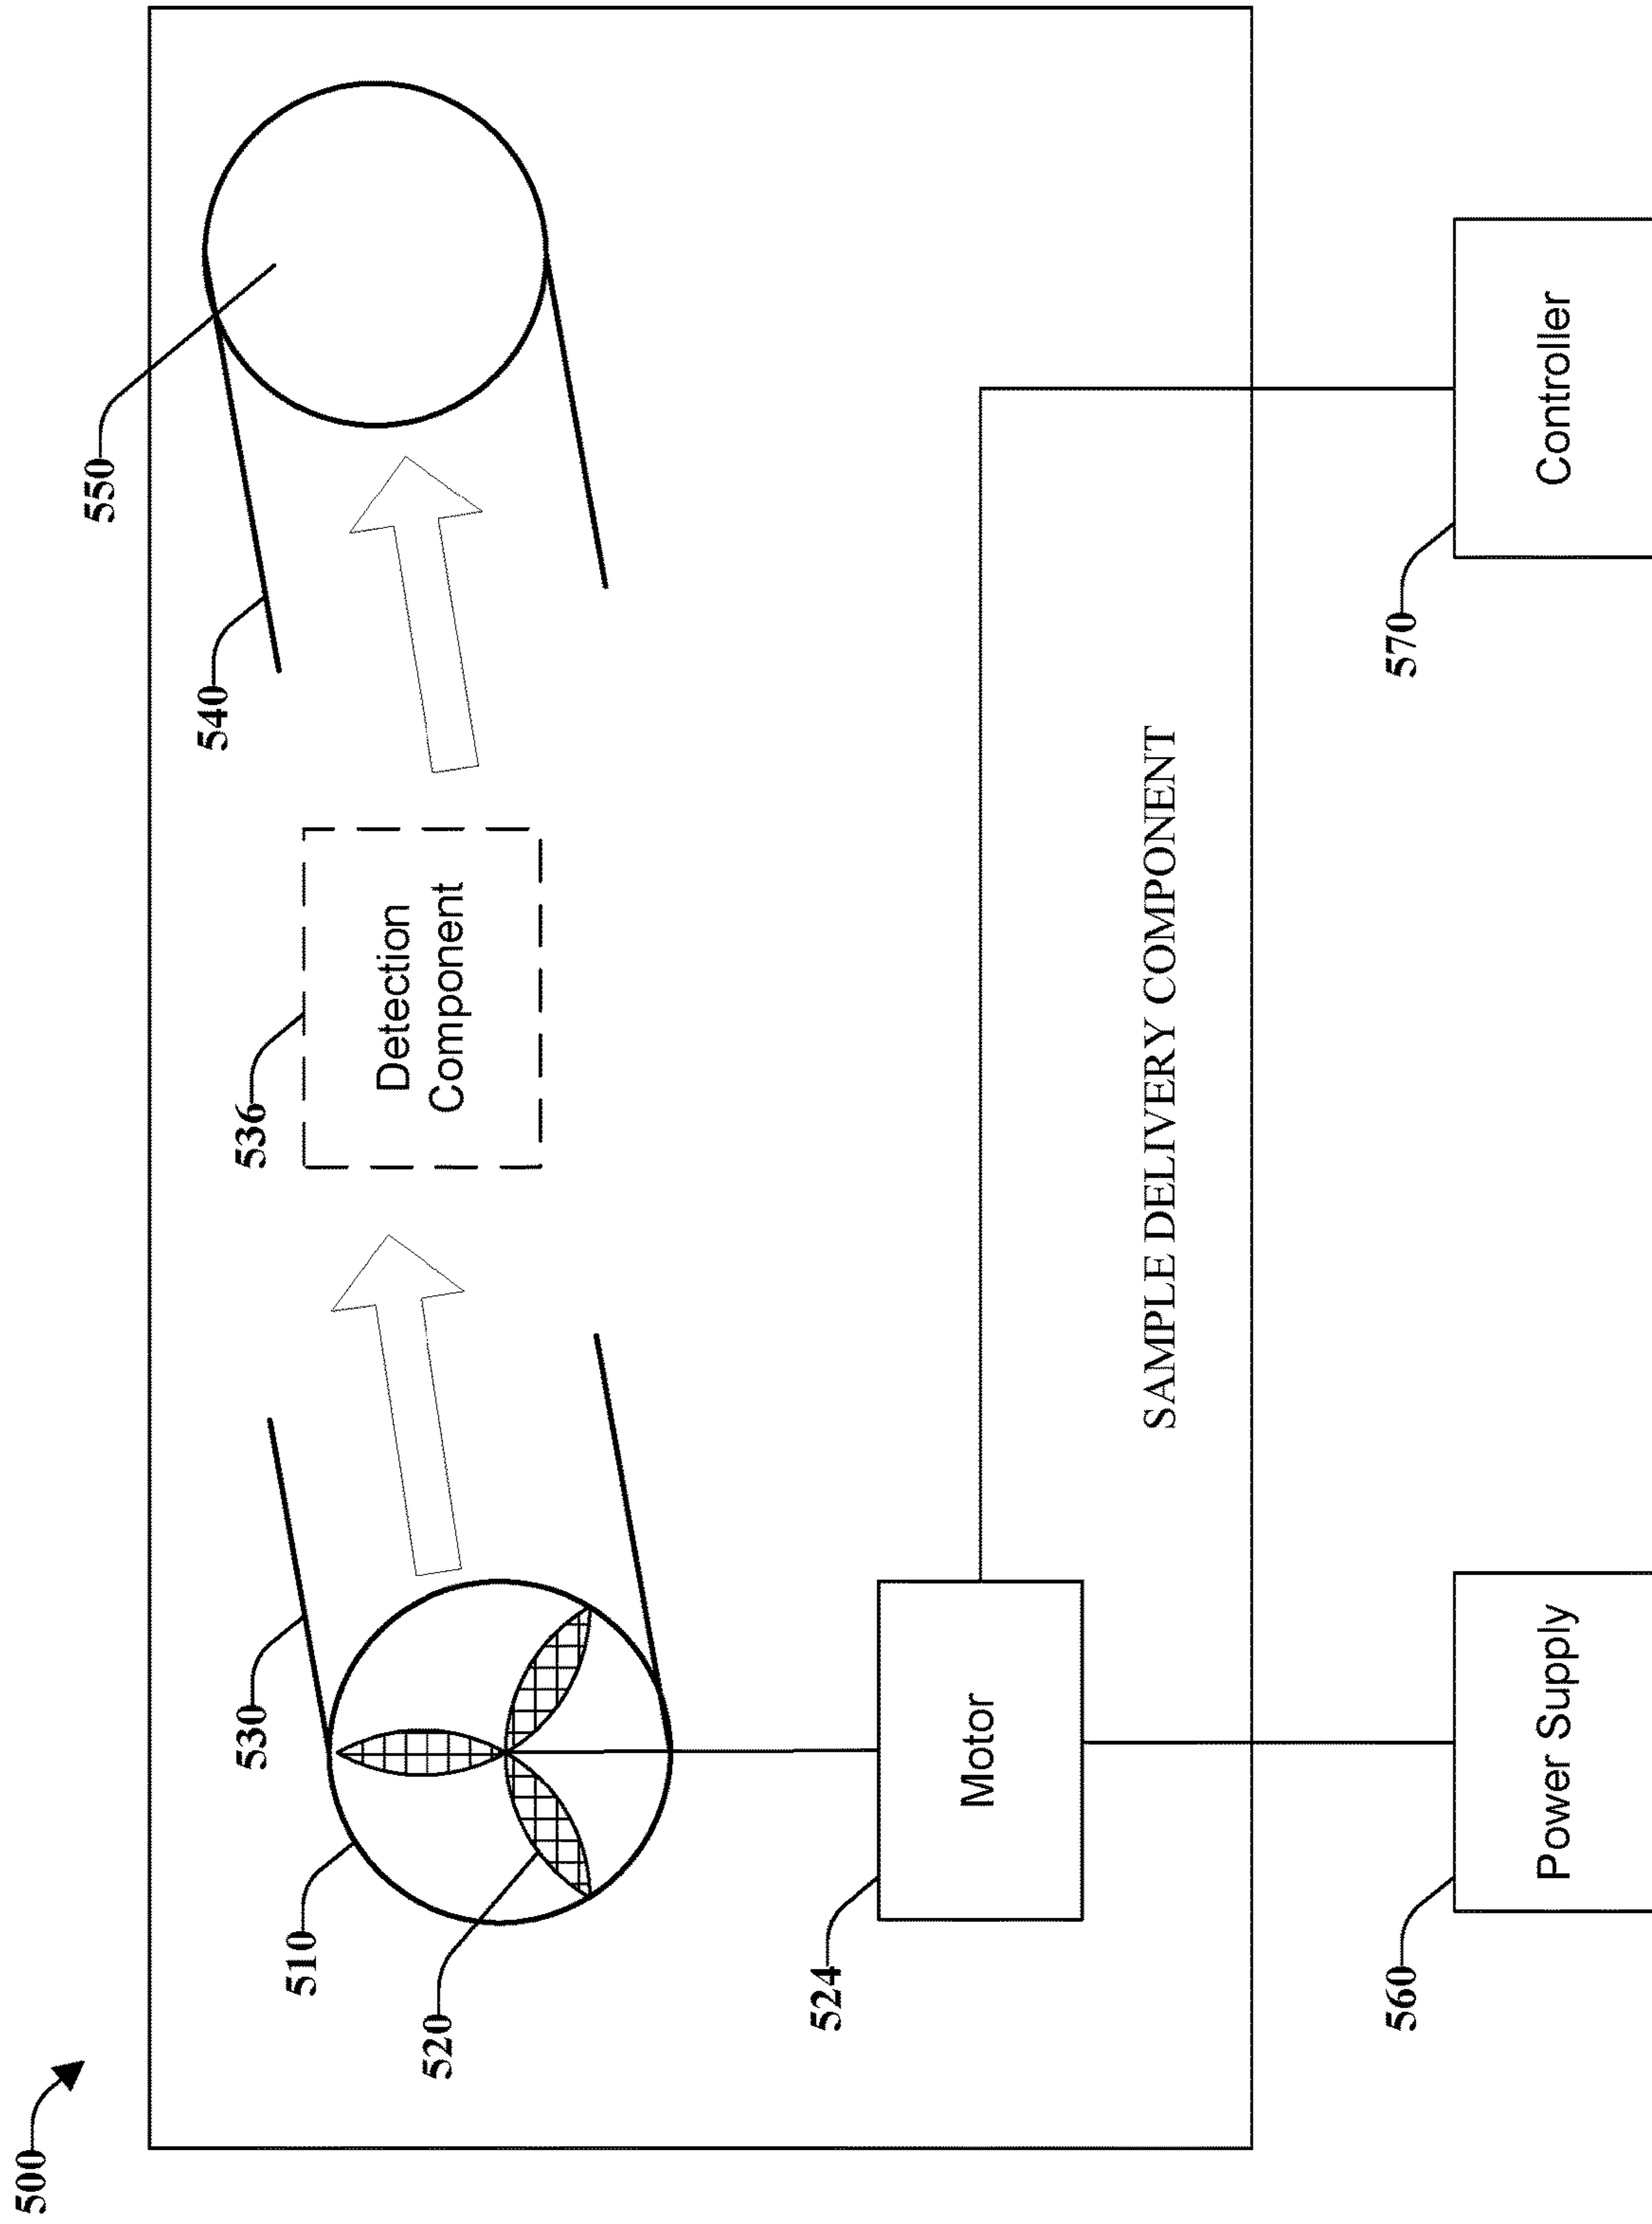 500
550
540
536
Detection
Component
530
510
520
524
Motor
SAMPLE DELIVERY COMPONENT
560
Power Supply
570
Controller